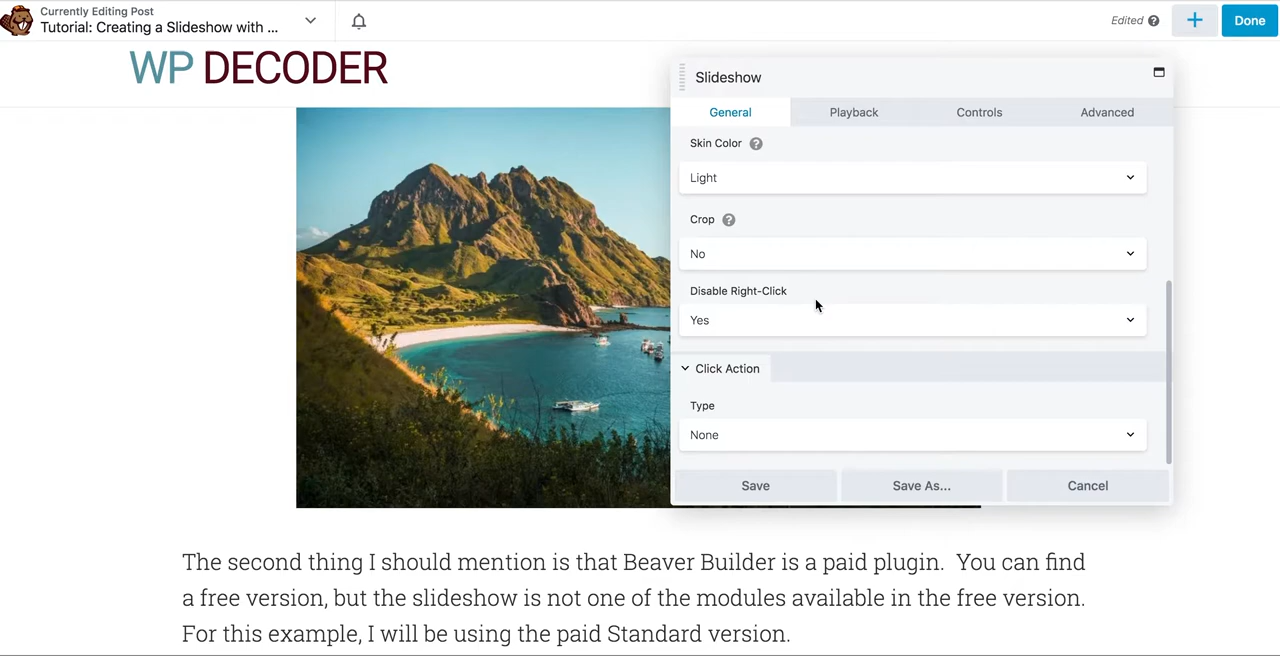 Currently Editing Post
Tutorial: Creating a Slideshow with ...
Edited ?
+
Done
WP DECODER
Slideshow
General
Playback
Controls
Advanced
Skin Color ?
Light
Crop ?
No
Disable Right-Click
Yes
Click Action
Type
None
Save
Save As...
Cancel
The second thing I should mention is that Beaver Builder is a paid plugin. You can find
a free version, but the slideshow is not one of the modules available in the free version.
For this example, I will be using the paid Standard version.